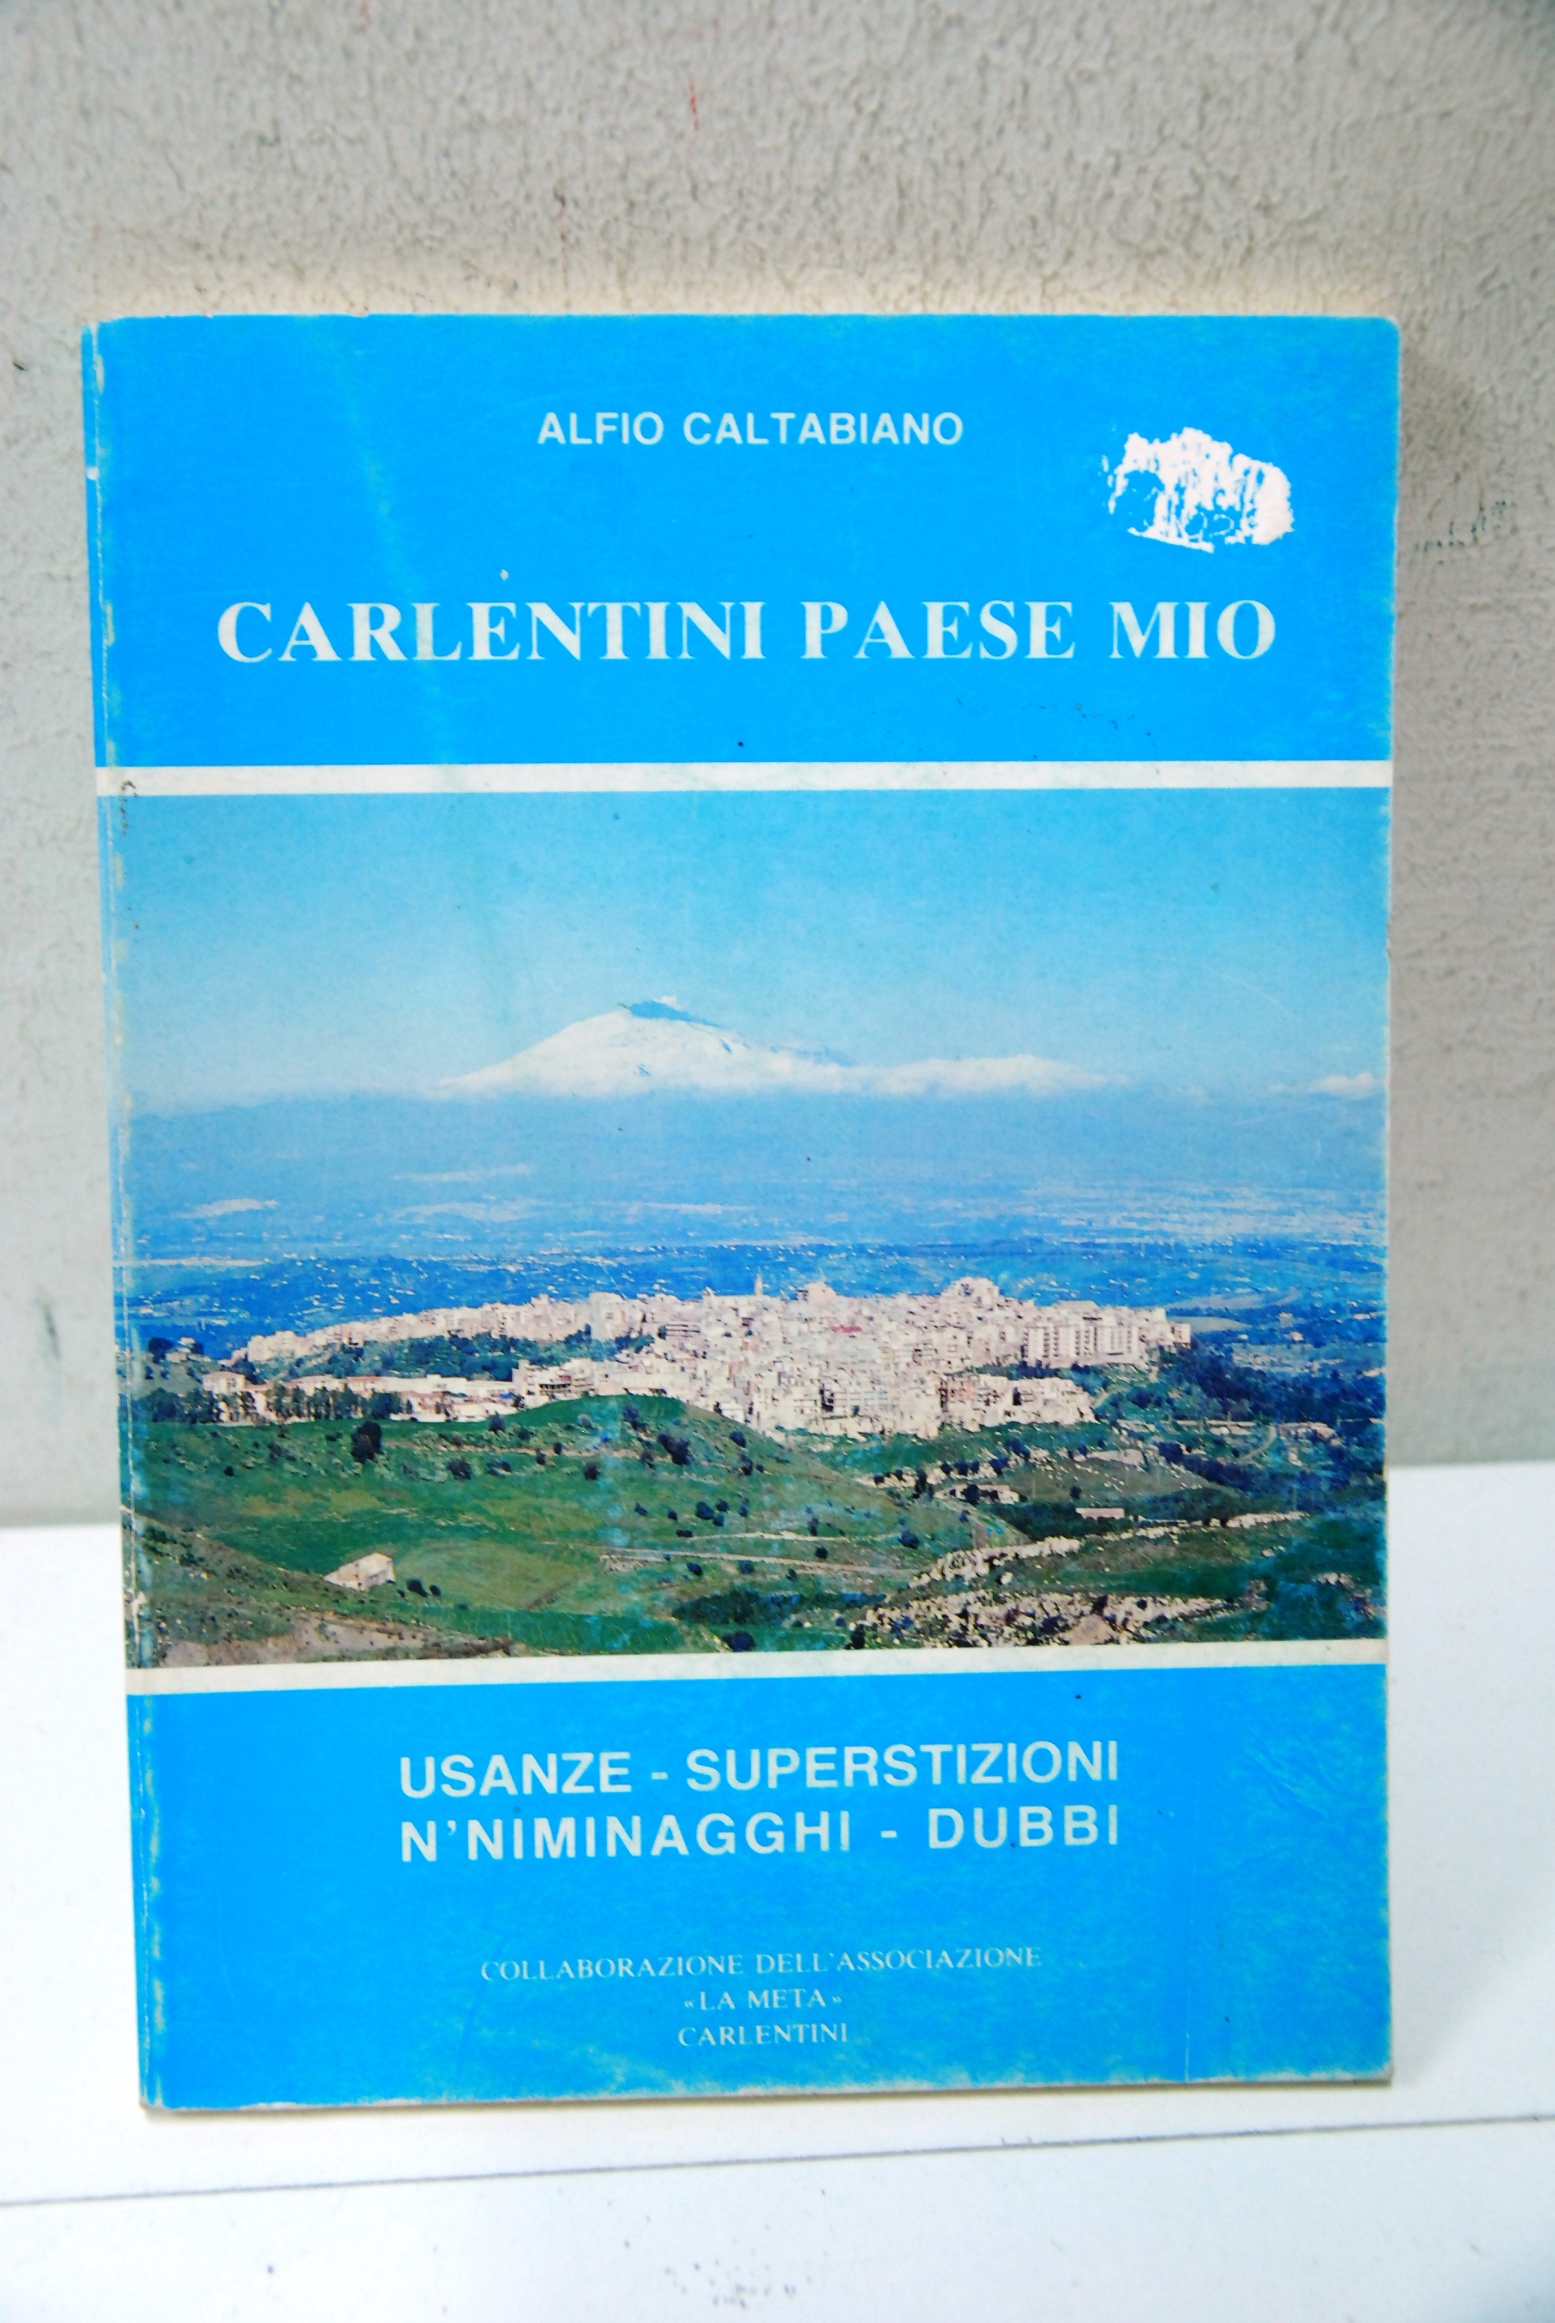 ALFIO CALTABIANO
CARLENTINI PAESE MIO
USANZE - SUPERSTIZIONI
N'NIMINAGGHI - DUBBI
COLLABORAZIONE DELL'ASSOCIAZIONE
«LA META»
CARLENTINI